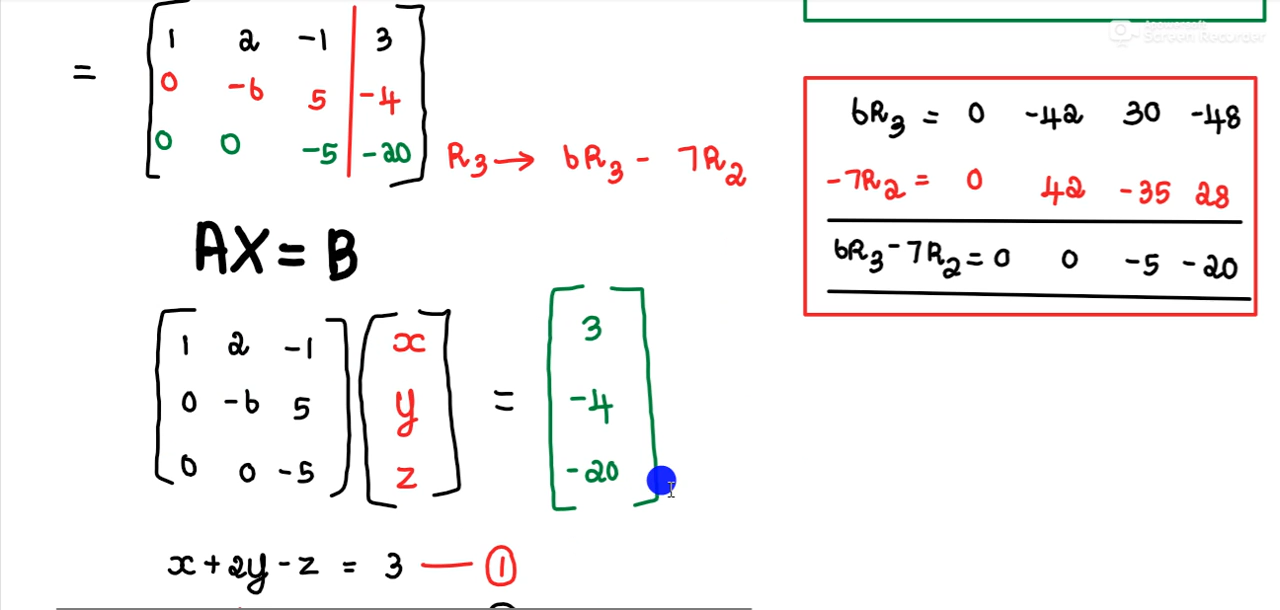 = [ 1 2 -1 | 3 ]
[ 0 -6 5 | -4 ]
[ 0 0 -5 | -20 ] R₃ → 6R₃ - 7R₂
AX = B
[ 1 2 -1 ] [ x ] [ 3 ]
[ 0 -6 5 ] [ y ] = [ -4 ]
[ 0 0 -5 ] [ z ] [ -20 ]
x + 2y - z = 3 — ①
Screen Recorder
6R₃ = 0 -42 30 -48
-7R₂ = 0 42 -35 28
6R₃ - 7R₂ = 0 0 -5 -20